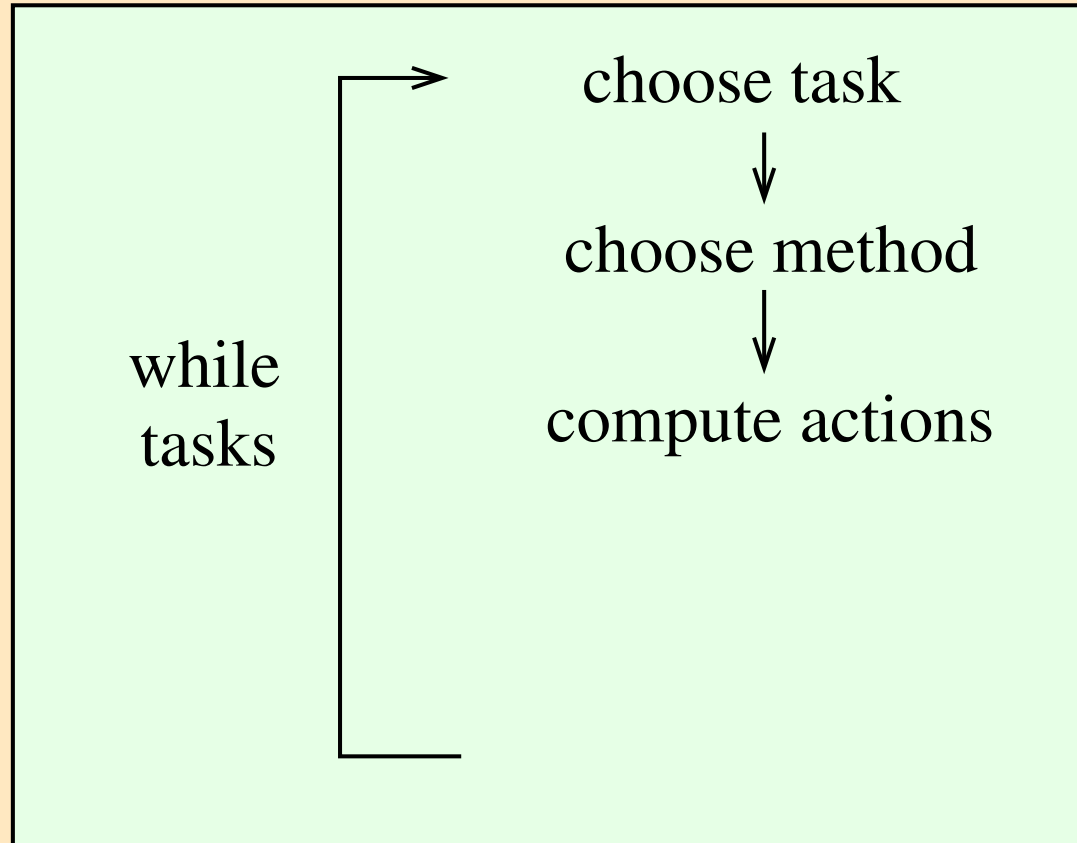 choose task
choose method
while
tasks
compute actions